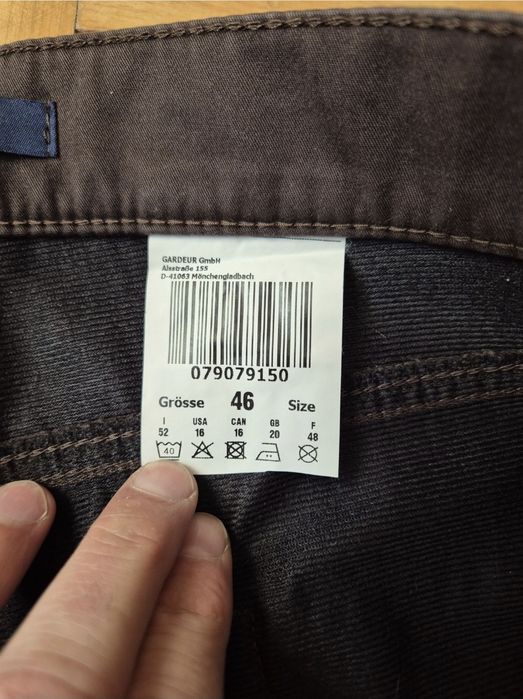 GARDEUR GmbH
Alsstraße 155
D-41063 Mönchengladbach
079079150
Grösse 46 Size
I USA CAN GB F
52 16 16 20 48
40